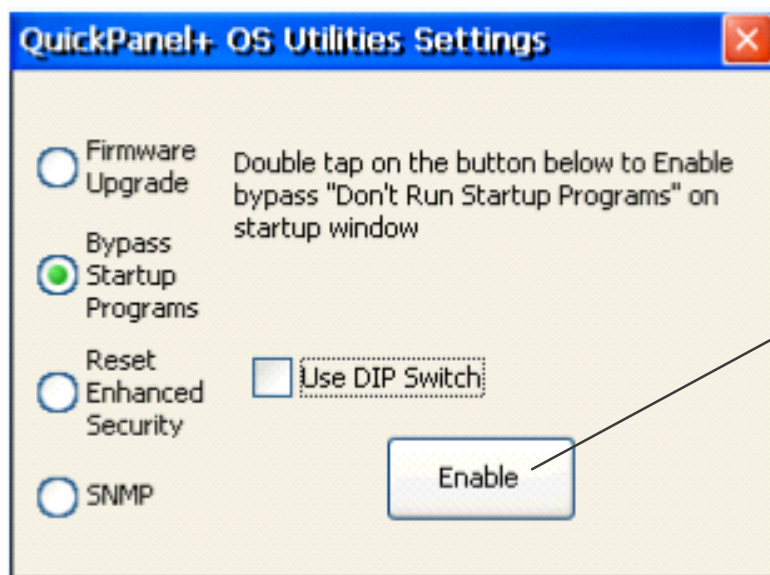 QuickPanel+ OS Utilities Settings
Firmware
Upgrade
Double tap on the button below to Enable
bypass "Don't Run Startup Programs" on
startup window
Bypass
Startup
Programs
Reset
Enhanced
Security
Use DIP Switch
Enable
SNMP